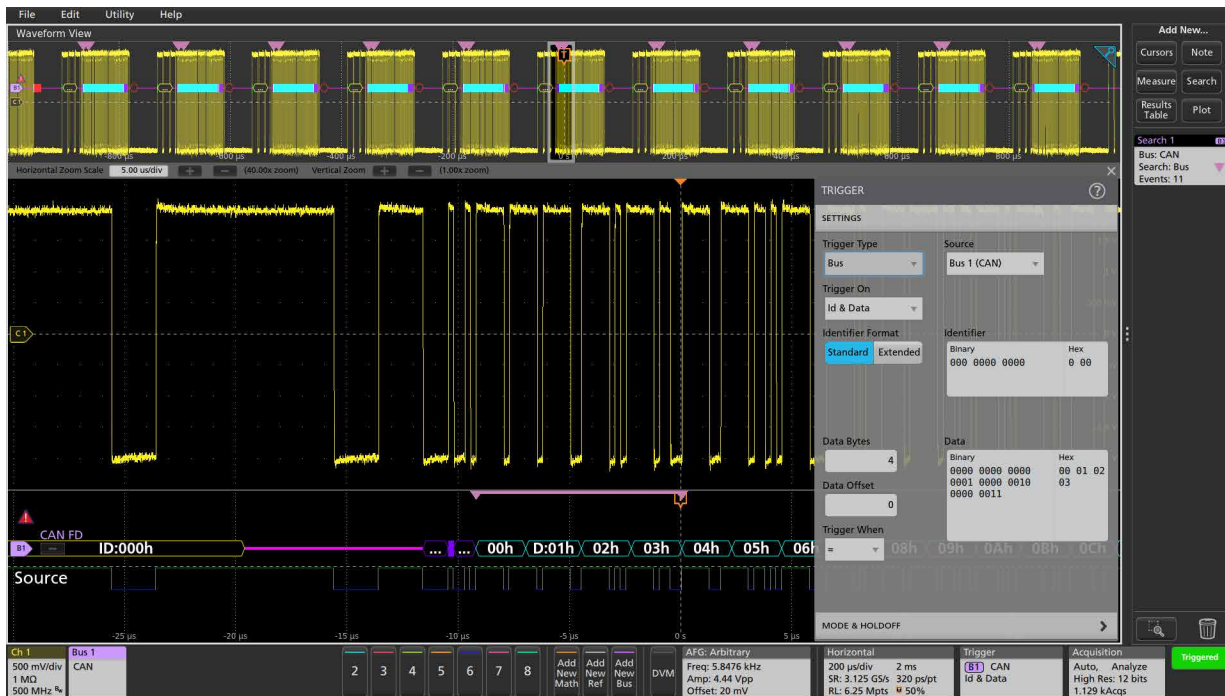 File Edit Utility Help
Waveform View
Add New...
Cursors Note
Measure Search
Results Table Plot
Search 1 B1
Bus: CAN
Search: Bus
Events: 11
B1
C1
T
-800 µs -600 µs -400 µs -200 µs 0 s 200 µs 400 µs 600 µs 800 µs
Horizontal Zoom Scale 5.00 us/div + — (40.00x zoom) Vertical Zoom + — (1.00x zoom)
TRIGGER
SETTINGS
Trigger Type Source
Bus Bus 1 (CAN)
Trigger On
Id & Data
Identifier Format Identifier
Standard Extended
Binary Hex
000 0000 0000 0 00
C1
Data Bytes Data
4
Binary Hex
0000 0000 0000 00 01 02
0001 0000 0010 03
0000 0011
Data Offset
0
Trigger When
=
MODE & HOLDOFF
CAN FD
B1 ID:000h ... ... 00h D:01h 02h 03h 04h 05h 06h 08h 09h 0Ah 0Bh 0Ch
Source
-25 µs -20 µs -15 µs -10 µs -5 µs 0 s 5 µs
Ch 1
500 mV/div
1 MΩ
500 MHz Bw
Bus 1
CAN
2 3 4 5 6 7 8
Add New Math
Add New Ref
Add New Bus
DVM
AFG: Arbitrary
Freq: 5.8476 kHz
Amp: 4.44 Vpp
Offset: 20 mV
Horizontal
200 µs/div 2 ms
SR: 3.125 GS/s 320 ps/pt
RL: 6.25 Mpts 50%
Trigger
B1 CAN
Id & Data
Acquisition
Auto, Analyze
High Res: 12 bits
1.129 kAcqs
Triggered